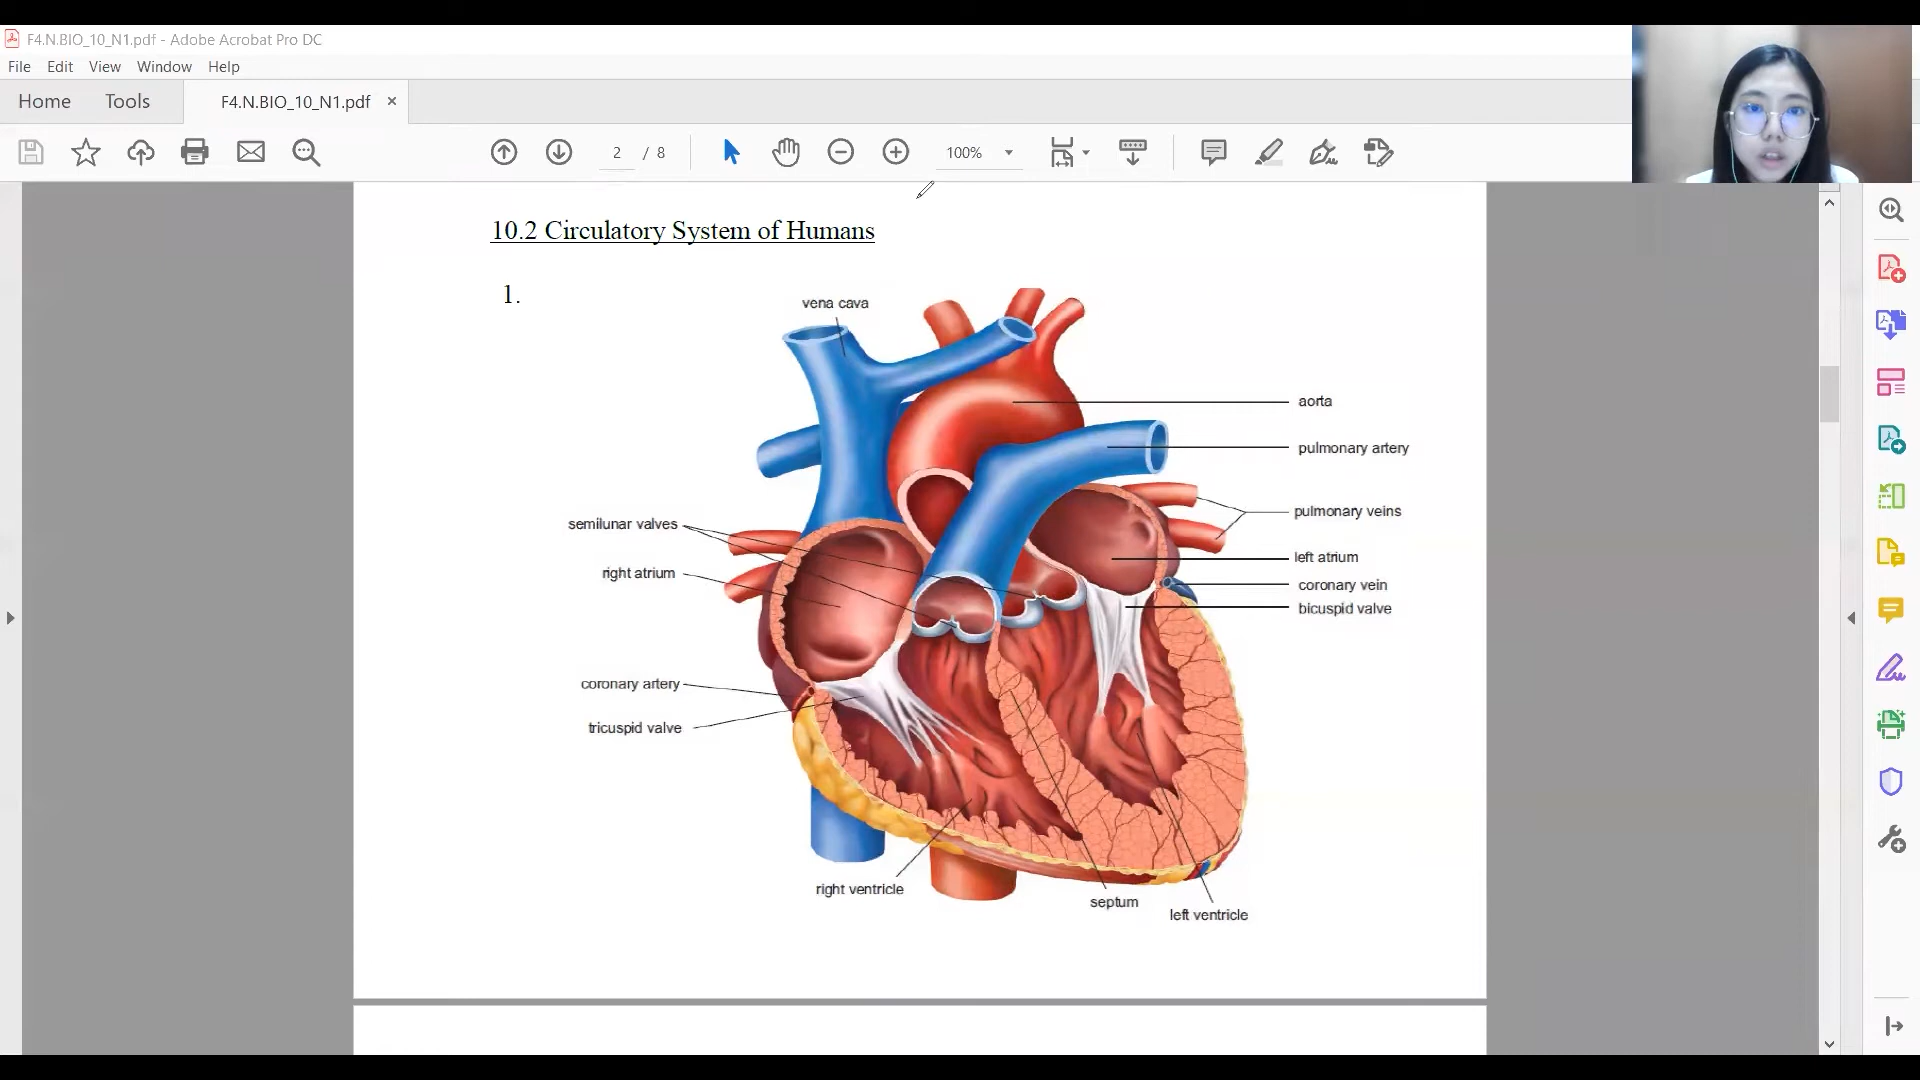 F4.N.BIO_10_N1.pdf - Adobe Acrobat Pro DC
File Edit View Window Help
Home Tools F4.N.BIO_10_N1.pdf ×
2 / 8 100%
10.2 Circulatory System of Humans
1.
vena cava
aorta
pulmonary artery
pulmonary veins
semilunar valves
left atrium
right atrium
coronary vein
bicuspid valve
coronary artery
tricuspid valve
right ventricle
septum
left ventricle